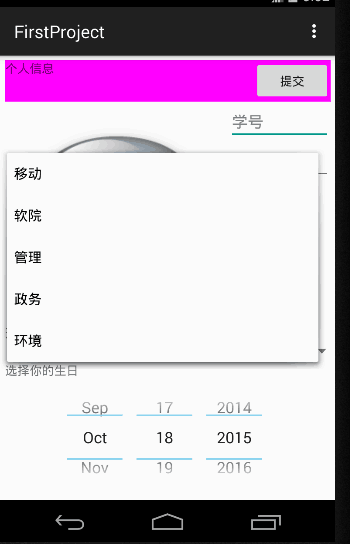 FirstProject
个人信息
提交
学号
移动
软院
管理
政务
环境
选择你的生日
Sep 17 2014
Oct 18 2015
Nov 19 2016